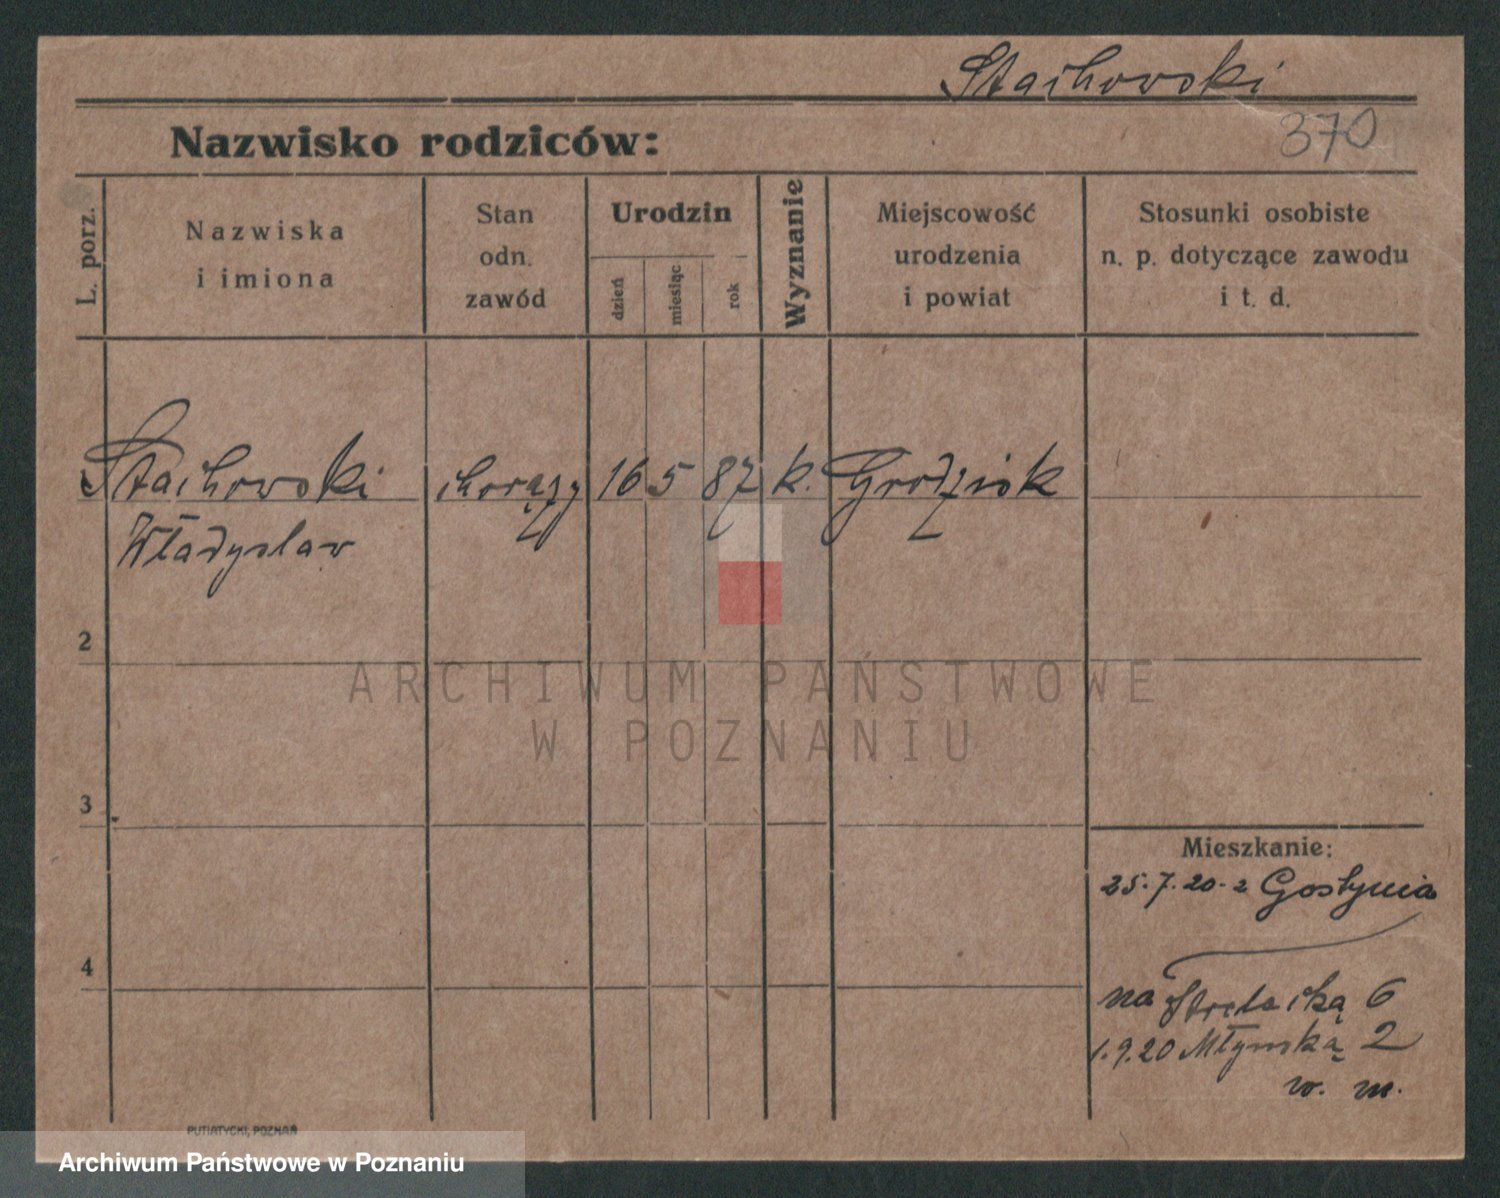 Stachowski
370
Nazwisko rodziców:
L. porz.
Nazwiska
i imiona
Stan
odn.
zawód
Urodzin
dzień
miesiąc
rok
Wyznanie
Miejscowość
urodzenia
i powiat
Stosunki osobiste
n. p. dotyczące zawodu
i t. d.
Stachowski chorąży 16 5 87 k. Grodzisk
Władysław
2
ARCHIWUM PAŃSTWOWE
W POZNANIU
3
4
Mieszkanie:
25.7.20 z Gostynia
na Strzelecką 6
1.9.20 Młyńską 2
w. m.
PUTIATYCKI, POZNAŃ
Archiwum Państwowe w Poznaniu